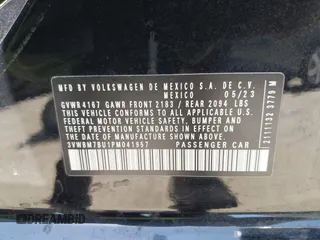 MFD. BY VOLKSWAGEN DE MEXICO S.A. DE C.V.
MEXICO 05/23
GVWR 4167 GAWR FRONT 2183 / REAR 2094 LBS
THIS VEHICLE CONFORMS TO ALL APPLICABLE
FEDERAL MOTOR VEHICLE SAFETY, BUMPER AND
THEFT PREVENTION STANDARDS IN EFFECT ON
THE DATE OF MANUFACTURE SHOWN ABOVE.
3VWBM7BU1PM041957 PASSENGER CAR
2111132 3779 M
DREAMBID